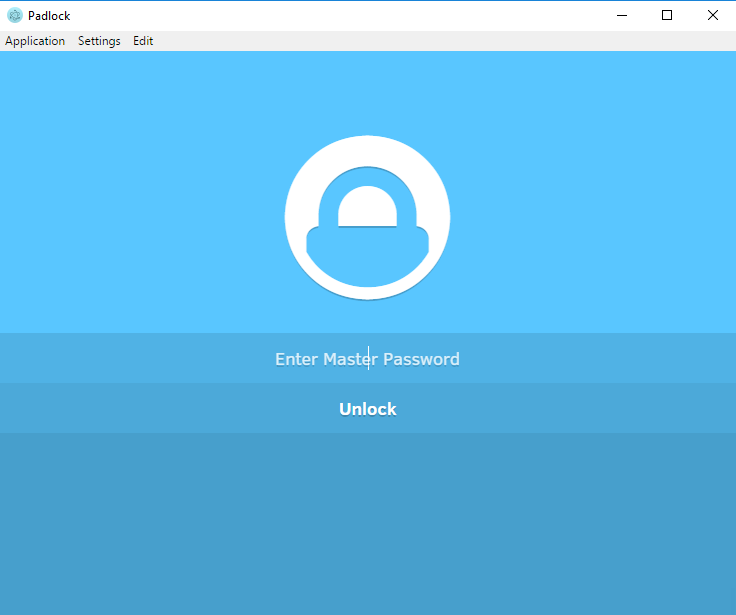 Padlock
Application Settings Edit
Enter Master Password
Unlock